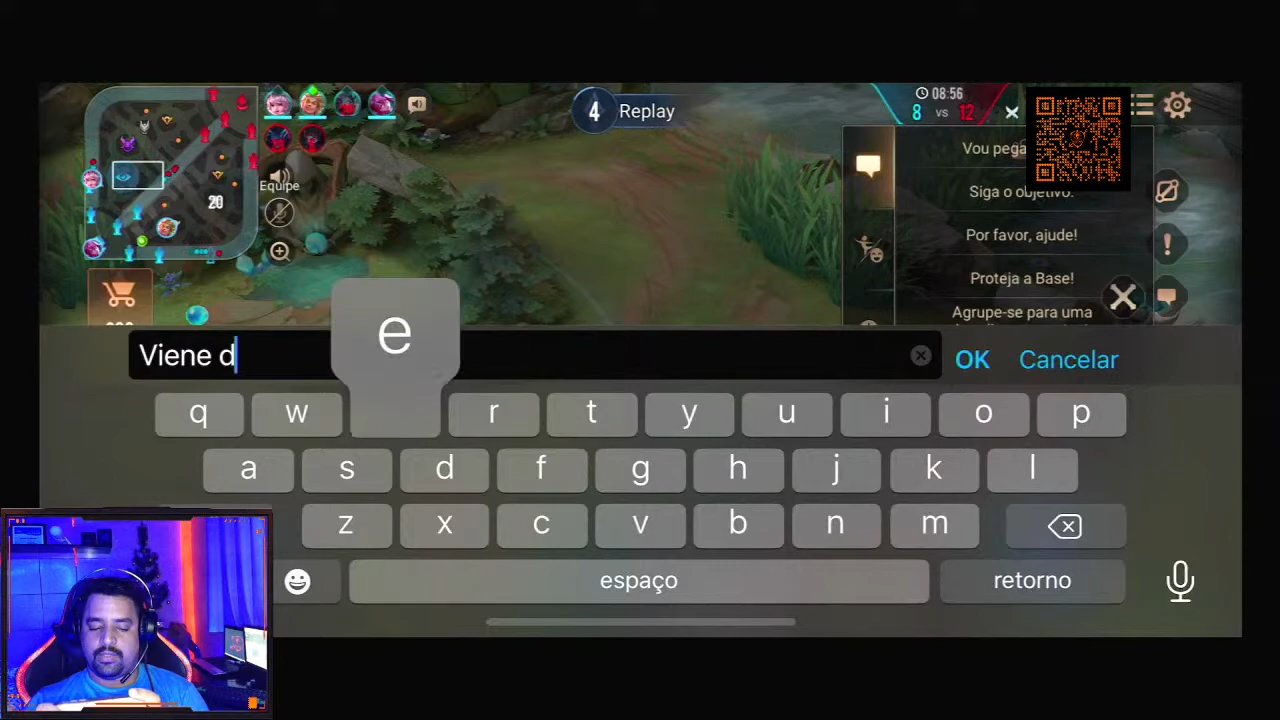 4 Replay
08:56
8 vs 12
Equipe
20
Vou pega
Siga o objetivo.
Por favor, ajude!
Proteja a Base!
Agrupe-se para uma
e
Viene d
OK Cancelar
q w r t y u i o p
a s d f g h j k l
z x c v b n m
espaço retorno